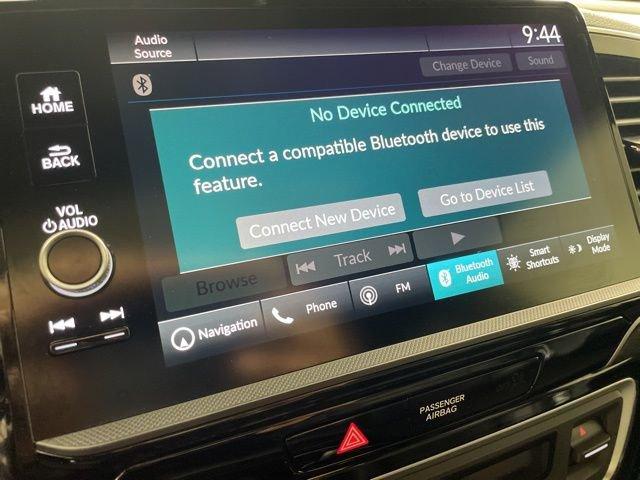 Audio
Source
9:44
Change Device
Sound
HOME
No Device Connected
Connect a compatible Bluetooth device to use this
feature.
BACK
Connect New Device
Go to Device List
VOL
AUDIO
Browse
Track
Navigation
Phone
FM
Bluetooth
Audio
Smart
Shortcuts
Display
Mode
PASSENGER
AIRBAG